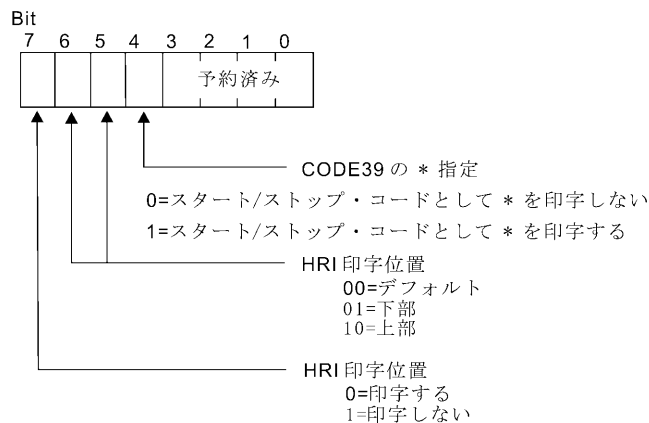 Bit
7 6 5 4 3 2 1 0
予約済み
CODE39 の * 指定
0=スタート/ストップ・コードとして * を印字しない
1=スタート/ストップ・コードとして * を印字する
HRI 印字位置
00=デフォルト
01=下部
10=上部
HRI 印字位置
0=印字する
1=印字しない